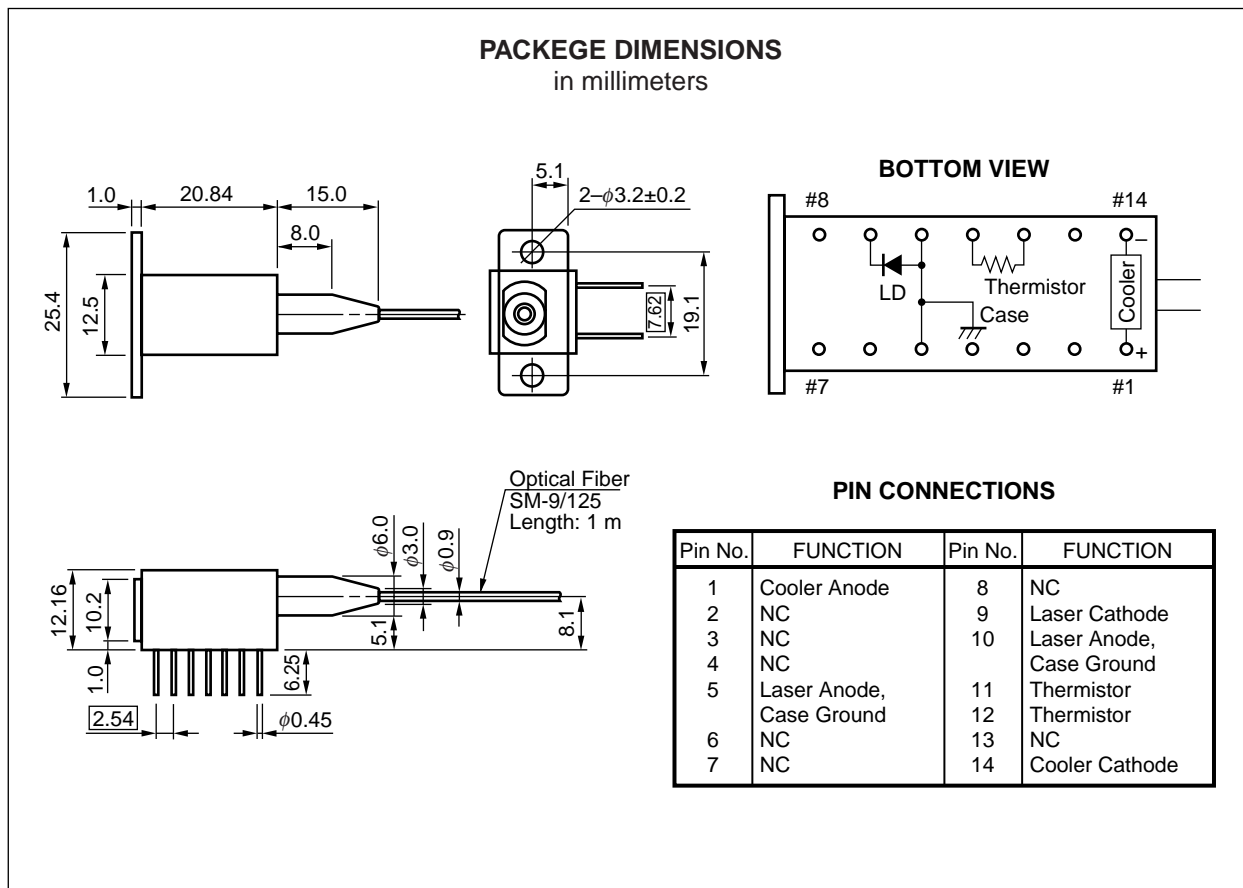 PACKEGE DIMENSIONS
in millimeters
1.0
20.84
15.0
8.0
25.4
12.5
5.1
2–ϕ3.2±0.2
7.62
19.1
BOTTOM VIEW
#8
#14
LD
Thermistor
Case
Cooler
–
+
#7
#1
Optical Fiber
SM-9/125
Length: 1 m
ϕ6.0
ϕ3.0
ϕ0.9
12.16
10.2
1.0
5.1
8.1
6.25
2.54
ϕ0.45
PIN CONNECTIONS
Pin No. FUNCTION Pin No. FUNCTION
1 Cooler Anode 8 NC
2 NC 9 Laser Cathode
3 NC 10 Laser Anode,
4 NC Case Ground
5 Laser Anode, 11 Thermistor
Case Ground 12 Thermistor
6 NC 13 NC
7 NC 14 Cooler Cathode